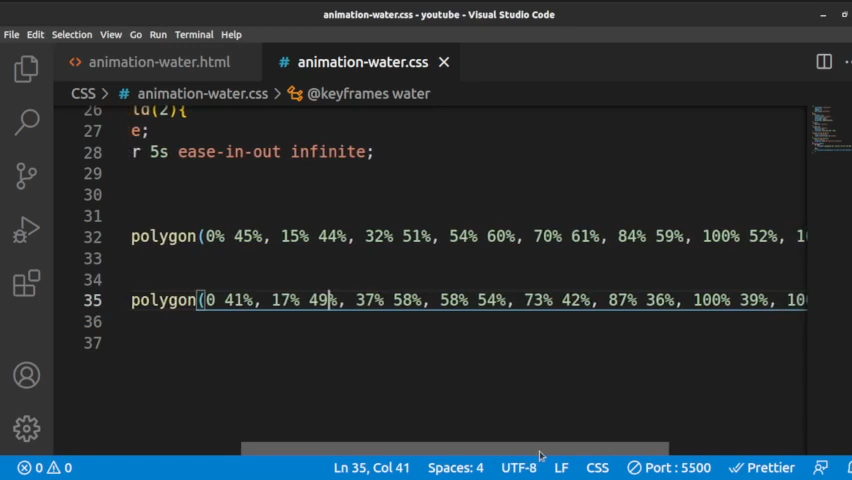 animation-water.css - youtube - Visual Studio Code
File Edit Selection View Go Run Terminal Help
animation-water.html # animation-water.css
CSS > # animation-water.css > @keyframes water
26 ld(2){
27 e;
28 r 5s ease-in-out infinite;
29
30
31
32 polygon(0% 45%, 15% 44%, 32% 51%, 54% 60%, 70% 61%, 84% 59%, 100% 52%, 10
33
34
35 polygon(0 41%, 17% 49%, 37% 58%, 58% 54%, 73% 42%, 87% 36%, 100% 39%, 100
36
37
0 0 Ln 35, Col 41 Spaces: 4 UTF-8 LF CSS Port : 5500 Prettier